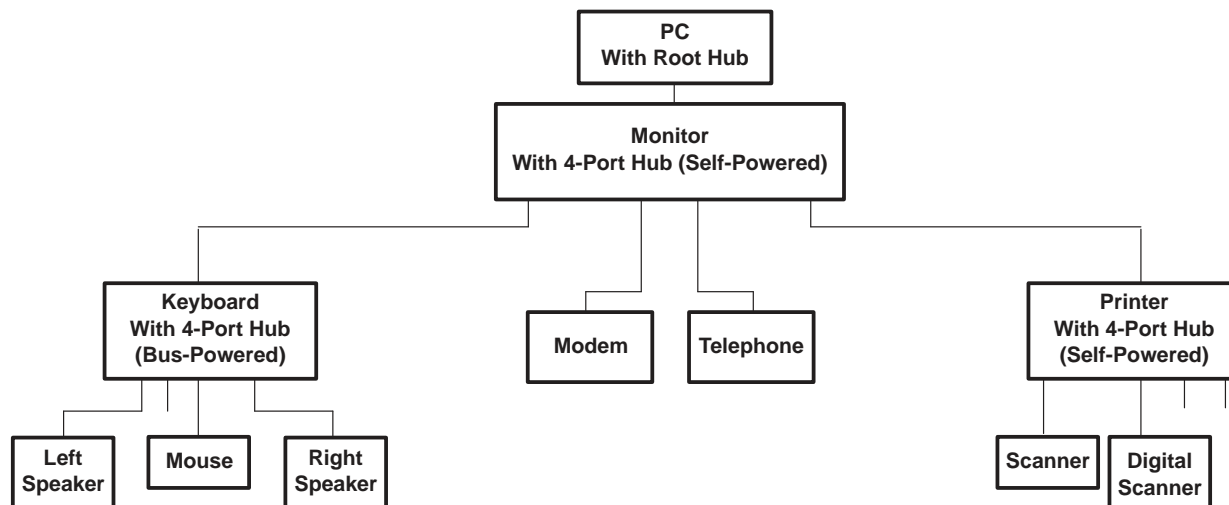 PC
With Root Hub
Monitor
With 4-Port Hub (Self-Powered)
Keyboard
With 4-Port Hub
(Bus-Powered)
Modem
Telephone
Printer
With 4-Port Hub
(Self-Powered)
Left
Speaker
Mouse
Right
Speaker
Scanner
Digital
Scanner